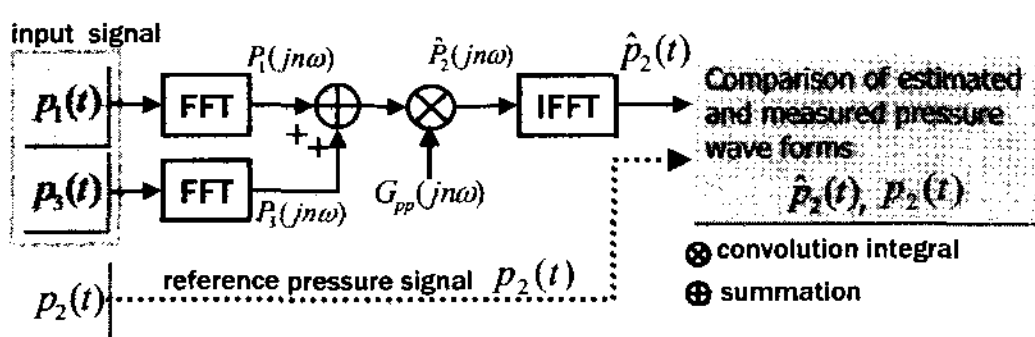 input signal
p₁(t)
FFT
P₁(jnω)
+
+
P̂₂(jnω)
IFFT
p̂₂(t)
Comparison of estimated
and measured pressure
wave forms
p̂₂(t), p₂(t)
p₃(t)
FFT
P₃(jnω)
Gₚₚ(jnω)
⊗ convolution integral
⊕ summation
p₂(t)
reference pressure signal p₂(t)